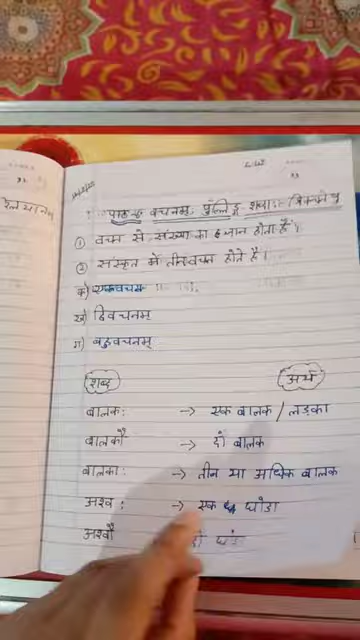 पाठ-2 वचनम्, पुंल्लिङ्ग शब्दाः
① वचन से संख्या का ज्ञान होता है।
② संस्कृत में तीन वचन होते हैं।
क) एकवचनम्
ख) द्विवचनम्
ग) बहुवचनम्
शब्द अर्थ
बालकः → एक बालक / लड़का
बालकौ → दो बालक
बालकाः → तीन या अधिक बालक
अश्वः → एक घोडा
अश्वौ दो